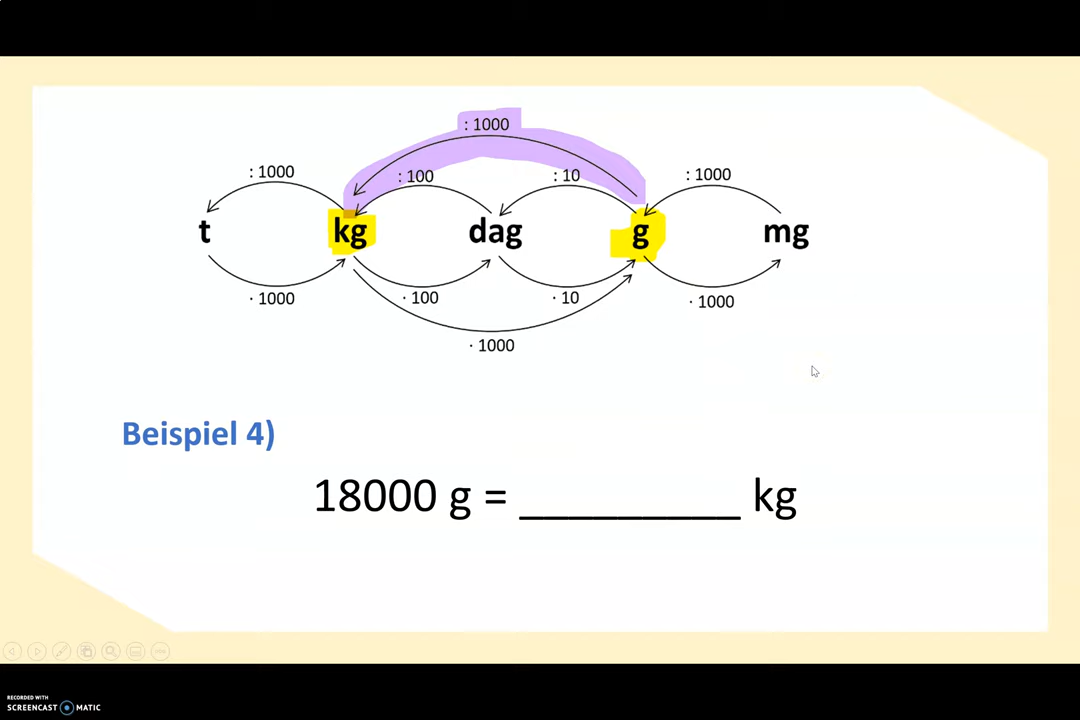 : 1000
: 1000
: 100
: 10
: 1000
t kg dag g mg
· 1000
· 100
· 10
· 1000
· 1000
Beispiel 4)
18000 g = _________ kg
RECORDED WITH
SCREENCAST MATIC